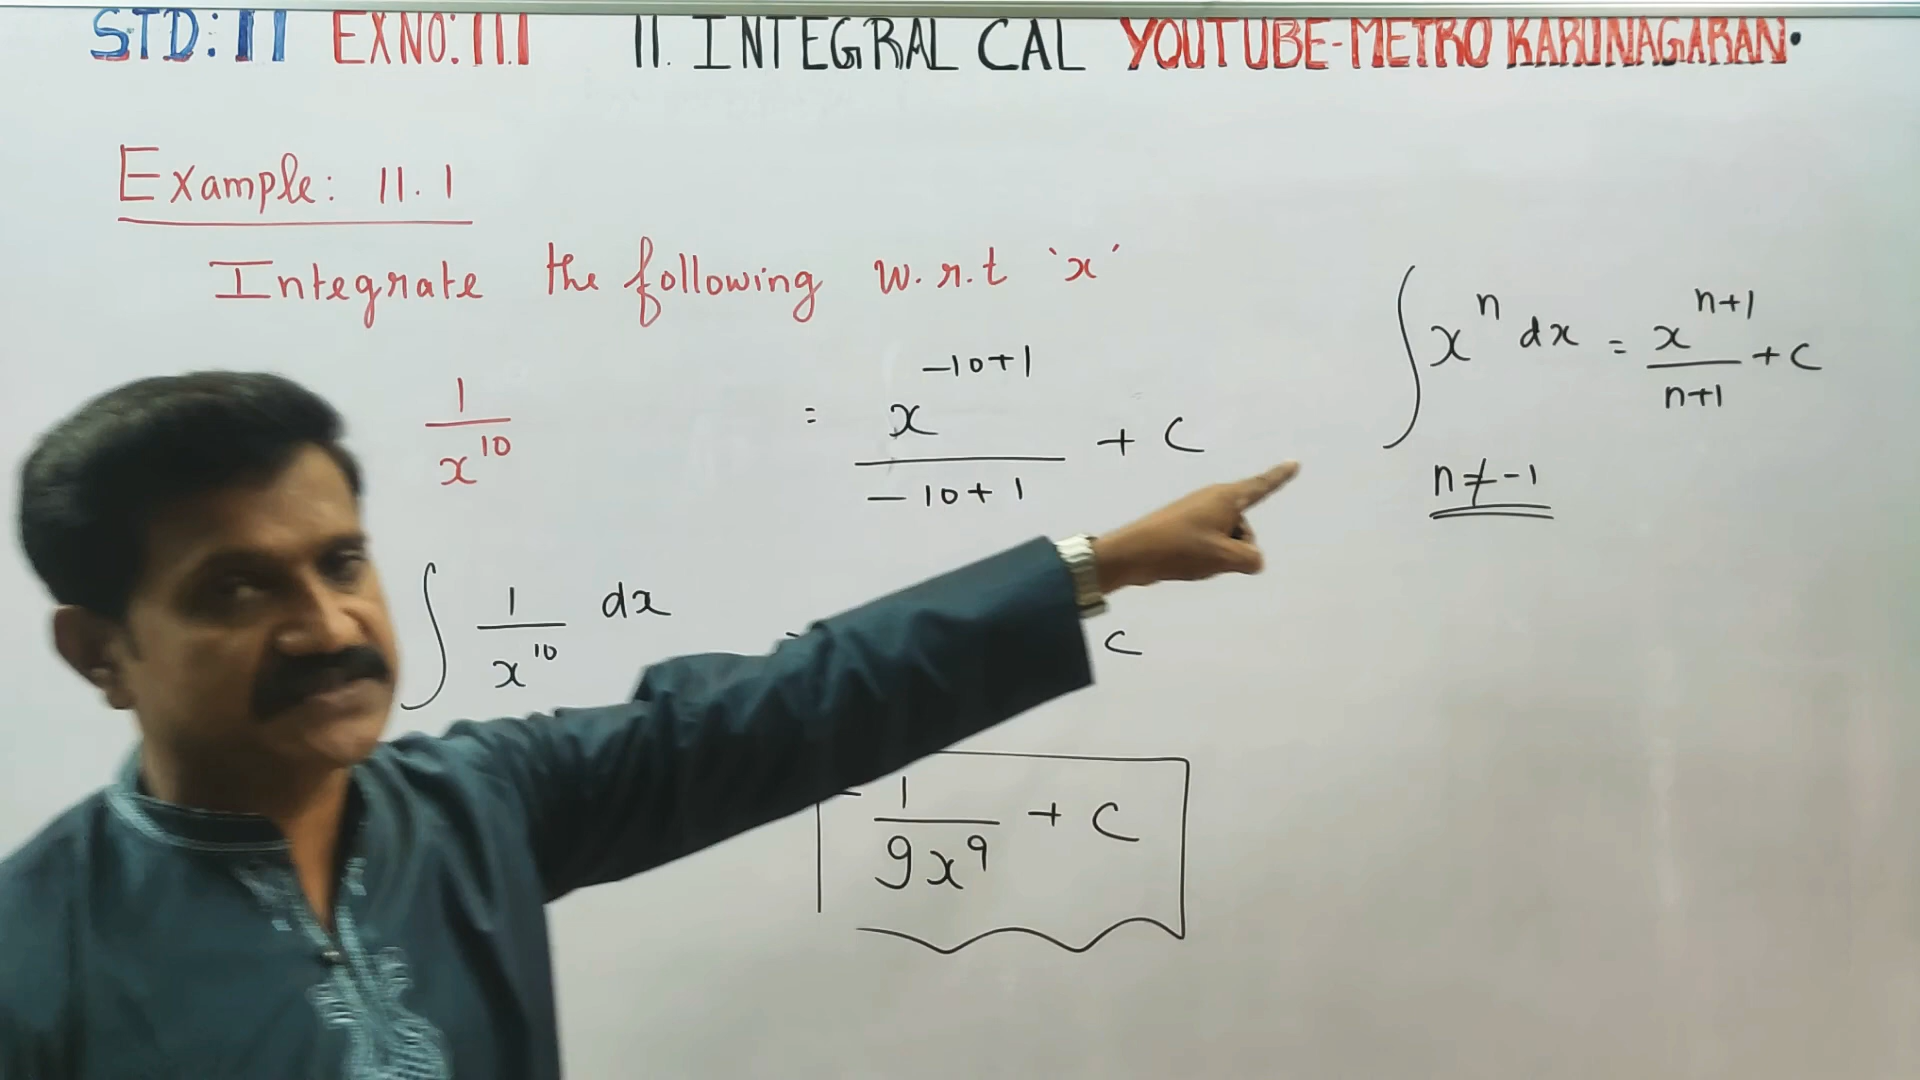 STD: 11 EXNO: 11.1 11. INTEGRAL CAL YOUTUBE-METRO KARUNAGARAN.
Example: 11.1
Integrate the following w.r.t 'x'
1/x^10
∫ 1/x^10 dx
= x^(-10+1)/(-10+1) + C
C
- 1/(9x^9) + C
∫ x^n dx = x^(n+1)/(n+1) + C
n ≠ -1